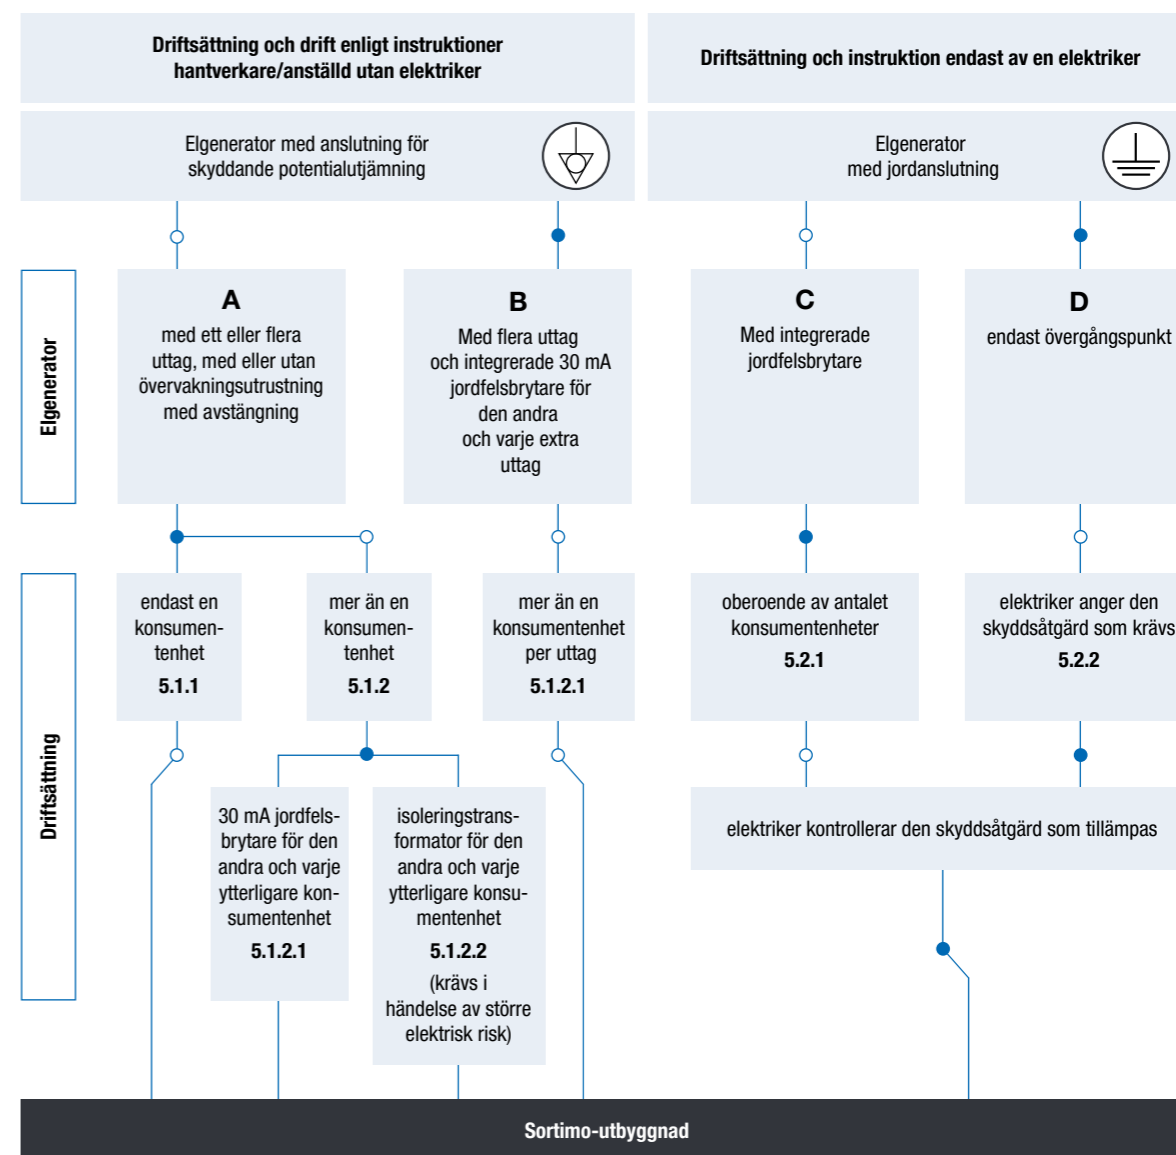 Driftsättning och drift enligt instruktioner
hantverkare/anställd utan elektriker
Driftsättning och instruktion endast av en elektriker
Elgenerator med anslutning för
skyddande potentialutjämning
Elgenerator
med jordanslutning
Elgenerator
A
med ett eller flera
uttag, med eller utan
övervakningsutrustning
med avstängning
B
Med flera uttag
och integrerade 30 mA
jordfelsbrytare för
den andra
och varje extra
uttag
C
Med integrerade
jordfelsbrytare
D
endast övergångspunkt
Driftsättning
endast en
konsumen-
tenhet
5.1.1
mer än en
konsumen-
tenhet
5.1.2
mer än en
konsumentenhet
per uttag
5.1.2.1
oberoende av antalet
konsumentenheter
5.2.1
elektriker anger den
skyddsåtgärd som krävs
5.2.2
30 mA jordfels-
brytare för den
andra och varje
ytterligare kon-
sumentenhet
5.1.2.1
isoleringstrans-
formator för den
andra och varje
ytterligare konsu-
mentenhet
5.1.2.2
(krävs i
händelse av större
elektrisk risk)
elektriker kontrollerar den skyddsåtgärd som tillämpas
Sortimo-utbyggnad